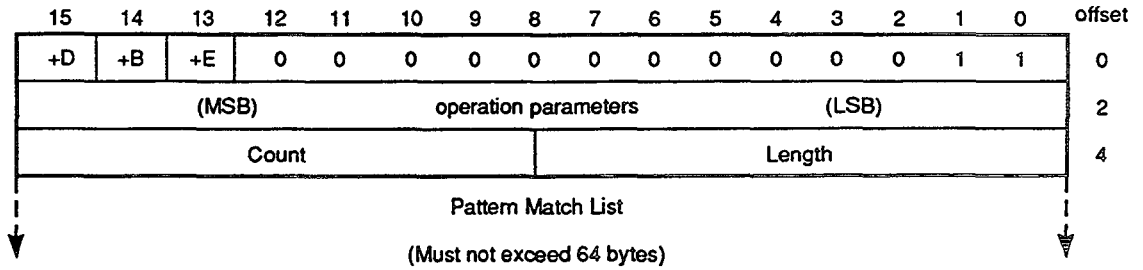 15 14 13 12 11 10 9 8 7 6 5 4 3 2 1 0 offset
+D +B +E 0 0 0 0 0 0 0 0 0 0 0 1 1 0
(MSB) operation parameters (LSB) 2
Count Length 4
Pattern Match List
(Must not exceed 64 bytes)